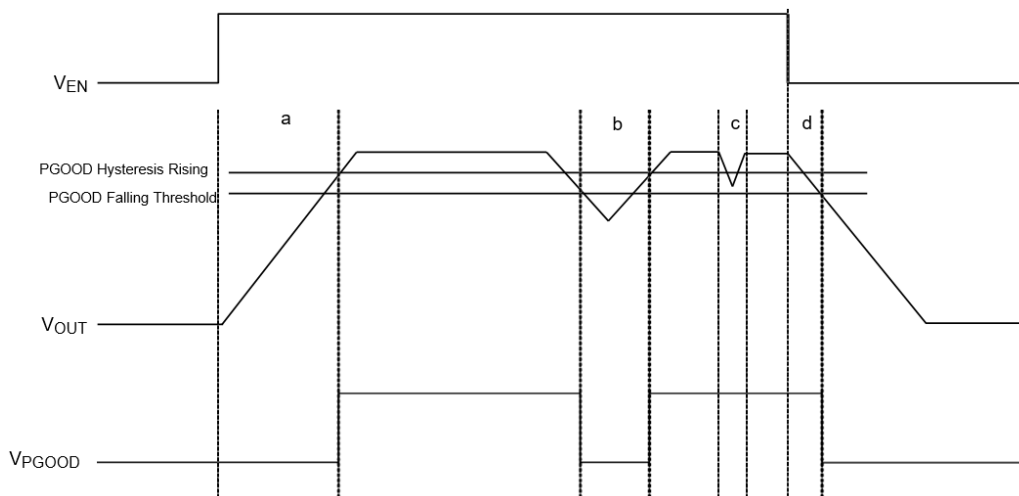 VEN
a
b
c
d
PGOOD Hysteresis Rising
PGOOD Falling Threshold
VOUT
VPGOOD